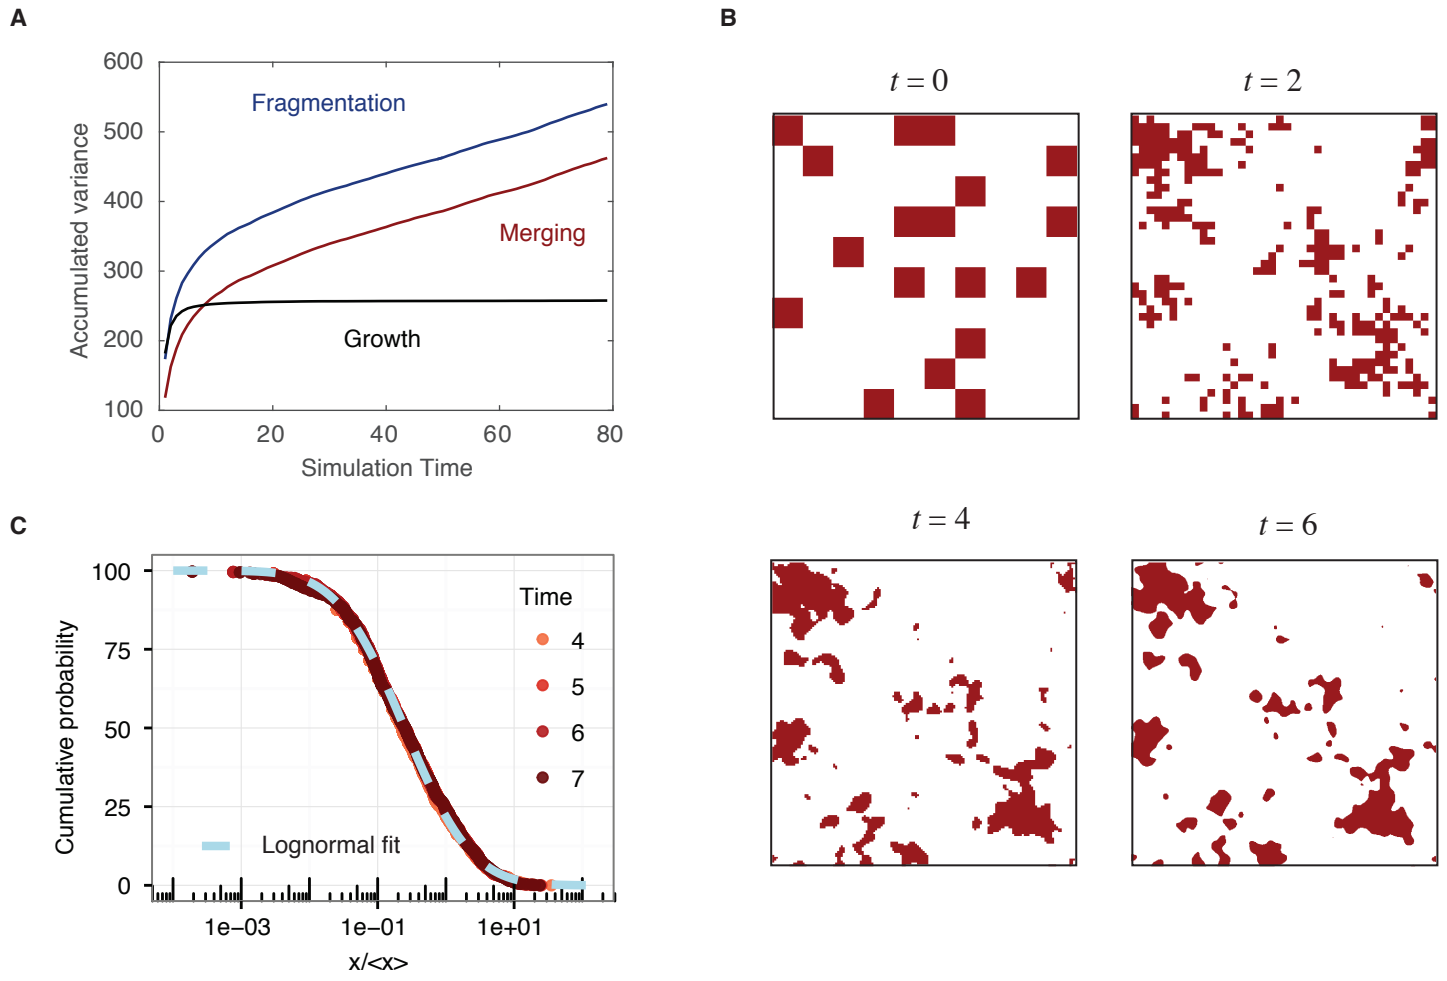 A
600
500
400
300
200
100
0
20
40
60
80
Accumulated variance
Simulation Time
Fragmentation
Merging
Growth
B
t = 0
t = 2
t = 4
t = 6
C
100
75
50
25
0
Cumulative probability
1e−03
1e−01
1e+01
x/<x>
Time
4
5
6
7
Lognormal fit